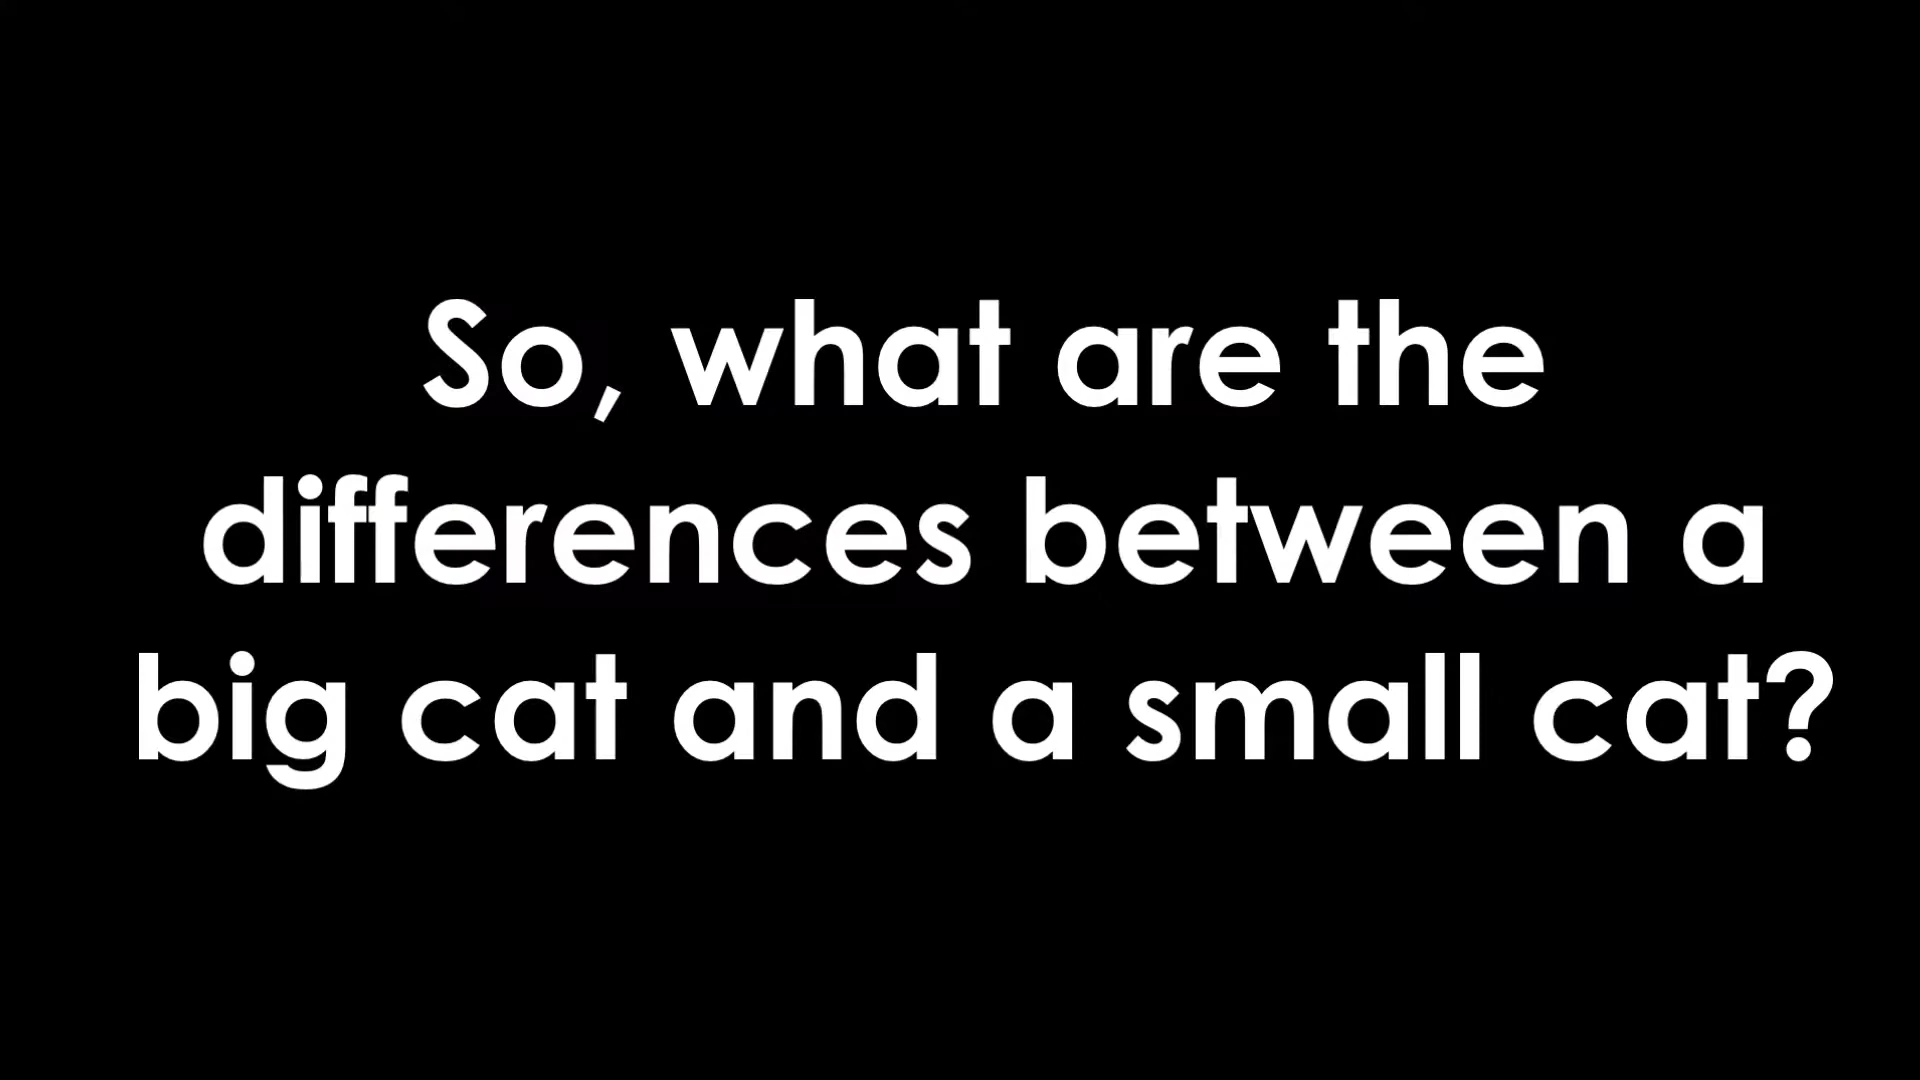 So, what are the
differences between a
big cat and a small cat?